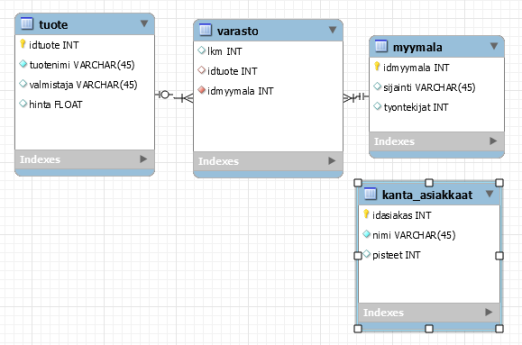 tuote
idtuote INT
tuotenimi VARCHAR(45)
valmistaja VARCHAR(45)
hinta FLOAT
Indexes
varasto
lkm INT
idtuote INT
idmyymala INT
Indexes
myymala
idmyymala INT
sijainti VARCHAR(45)
tyontekijat INT
Indexes
kanta_asiakkaat
idasiakas INT
nimi VARCHAR(45)
pisteet INT
Indexes